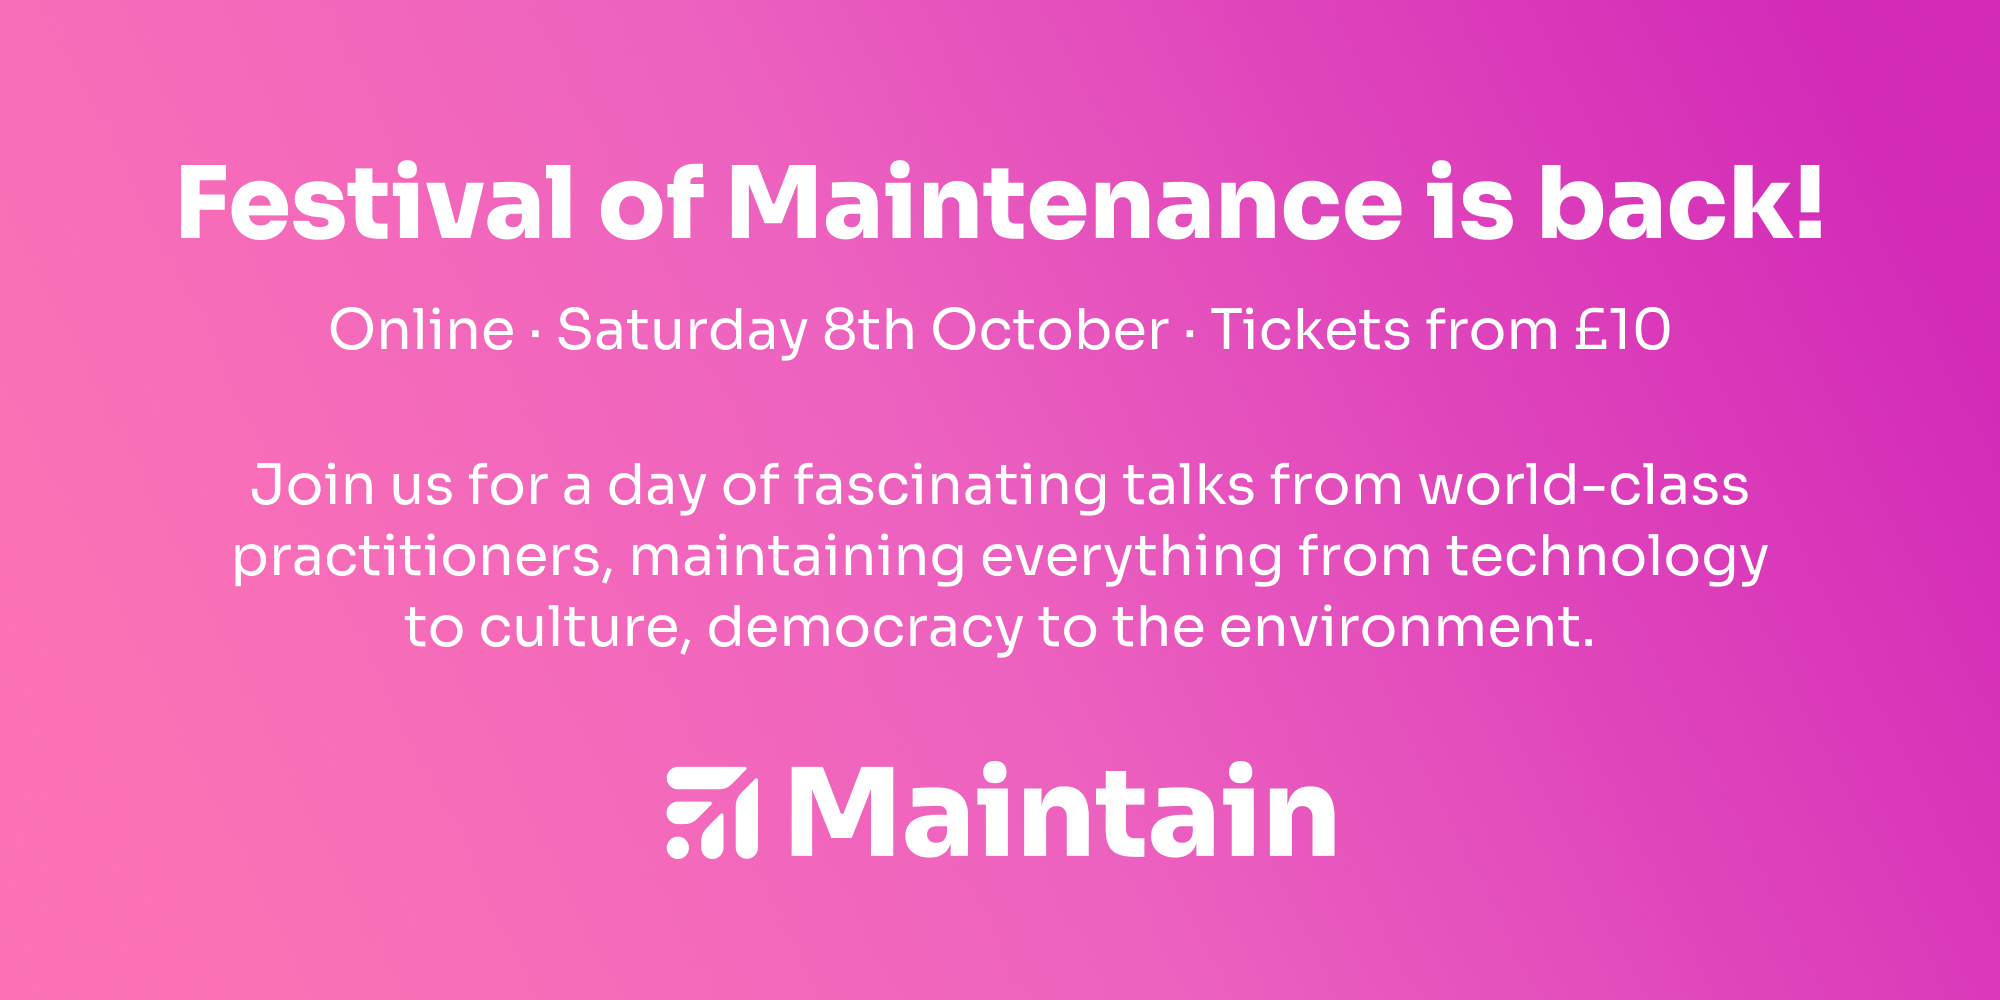 Festival of Maintenance is back!
Online · Saturday 8th October · Tickets from £10
Join us for a day of fascinating talks from world-class
practitioners, maintaining everything from technology
to culture, democracy to the environment.
Maintain